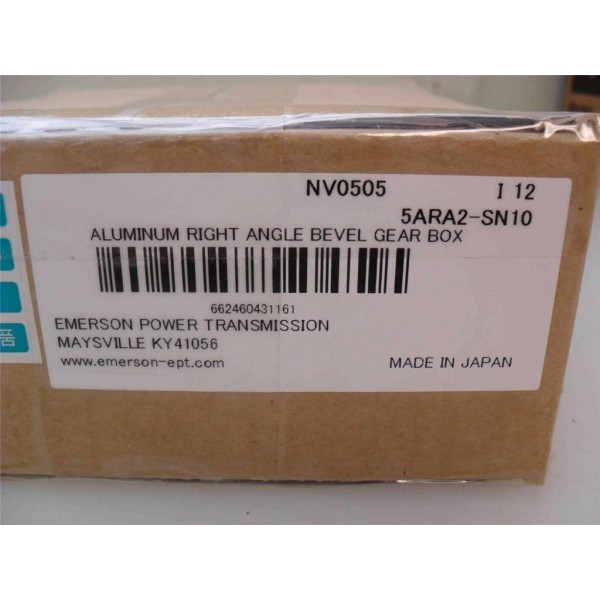 NV0505 I 12
5ARA2-SN10
ALUMINUM RIGHT ANGLE BEVEL GEAR BOX
662460431161
EMERSON POWER TRANSMISSION
MAYSVILLE KY41056
www.emerson-ept.com
MADE IN JAPAN
品